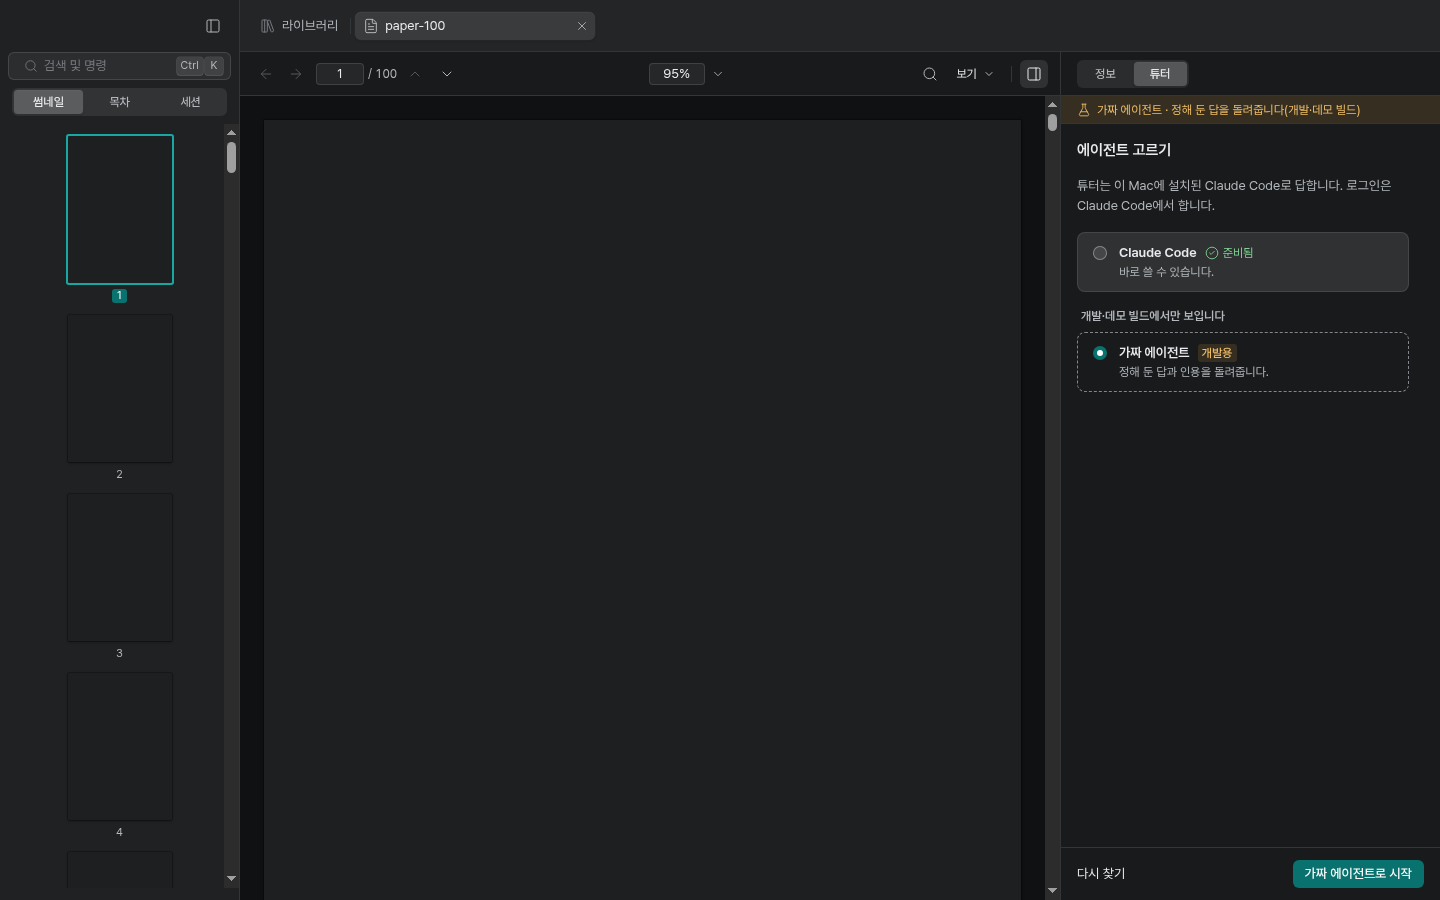 라이브러리
paper-100
검색 및 명령 Ctrl K
썸네일 목차 세션
1
2
3
4
1 / 100
95%
보기
정보 튜터
가짜 에이전트 · 정해 둔 답을 돌려줍니다(개발·데모 빌드)
에이전트 고르기
튜터는 이 Mac에 설치된 Claude Code로 답합니다. 로그인은
Claude Code에서 합니다.
Claude Code 준비됨
바로 쓸 수 있습니다.
개발·데모 빌드에서만 보입니다
가짜 에이전트 개발용
정해 둔 답과 인용을 돌려줍니다.
다시 찾기
가짜 에이전트로 시작